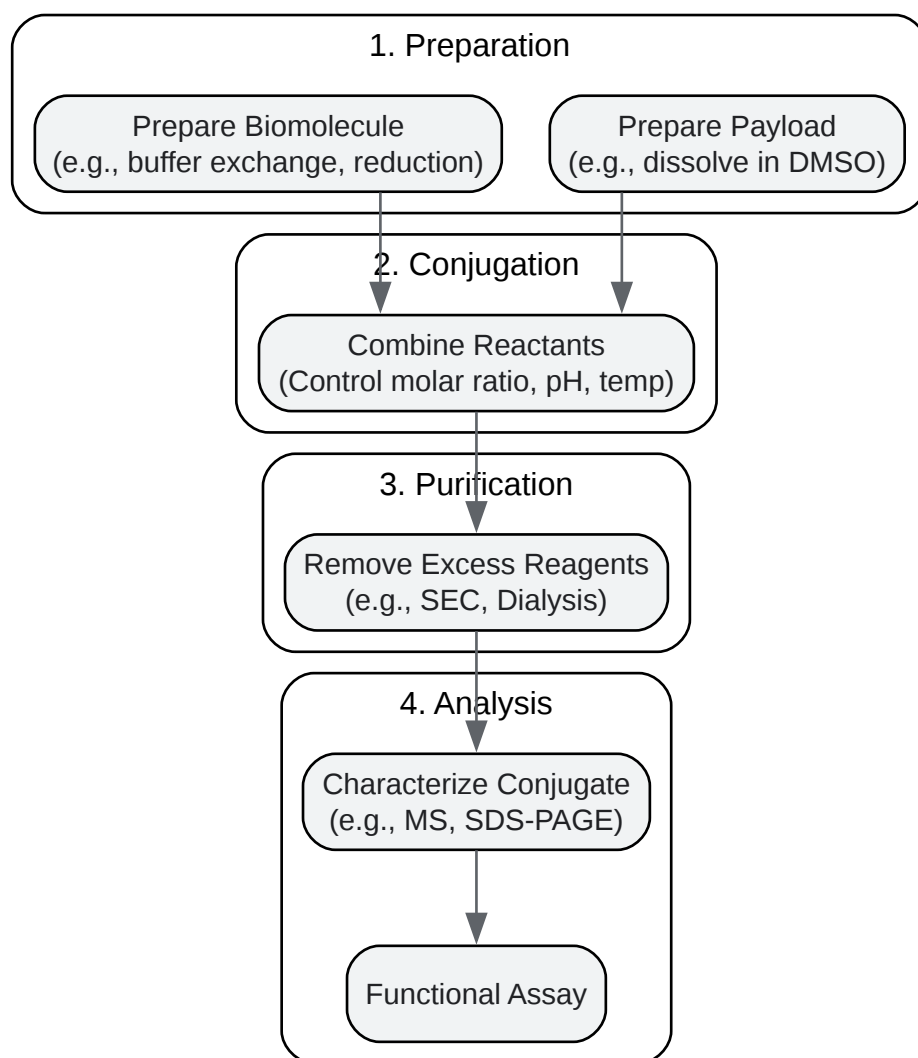 1. Preparation
Prepare Biomolecule
(e.g., buffer exchange, reduction)
Prepare Payload
(e.g., dissolve in DMSO)
2. Conjugation
Combine Reactants
(Control molar ratio, pH, temp)
3. Purification
Remove Excess Reagents
(e.g., SEC, Dialysis)
4. Analysis
Characterize Conjugate
(e.g., MS, SDS-PAGE)
Functional Assay